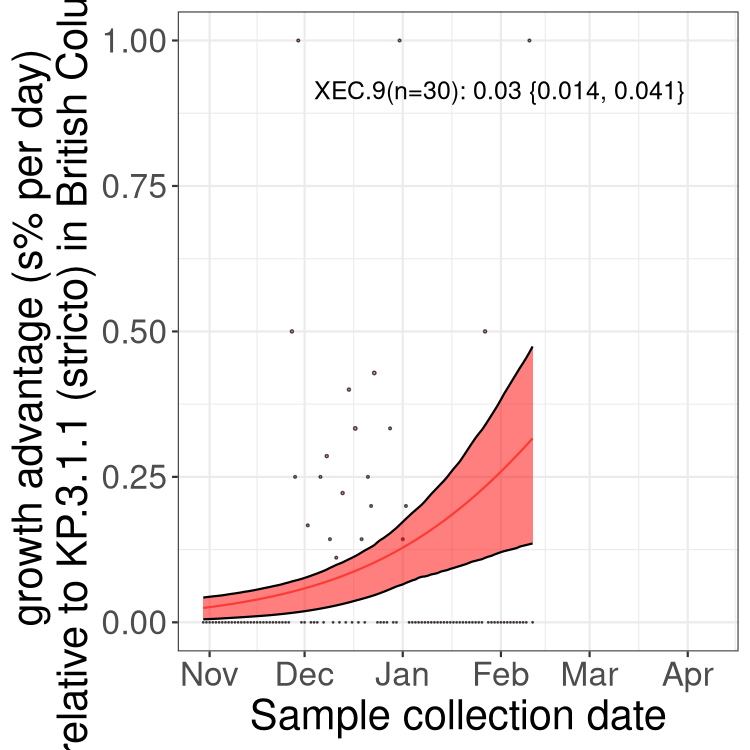 growth advantage (s% per day)
relative to KP.3.1.1 (stricto) in British Colu
1.00
0.75
0.50
0.25
0.00
XEC.9(n=30): 0.03 {0.014, 0.041}
Nov Dec Jan Feb Mar Apr
Sample collection date